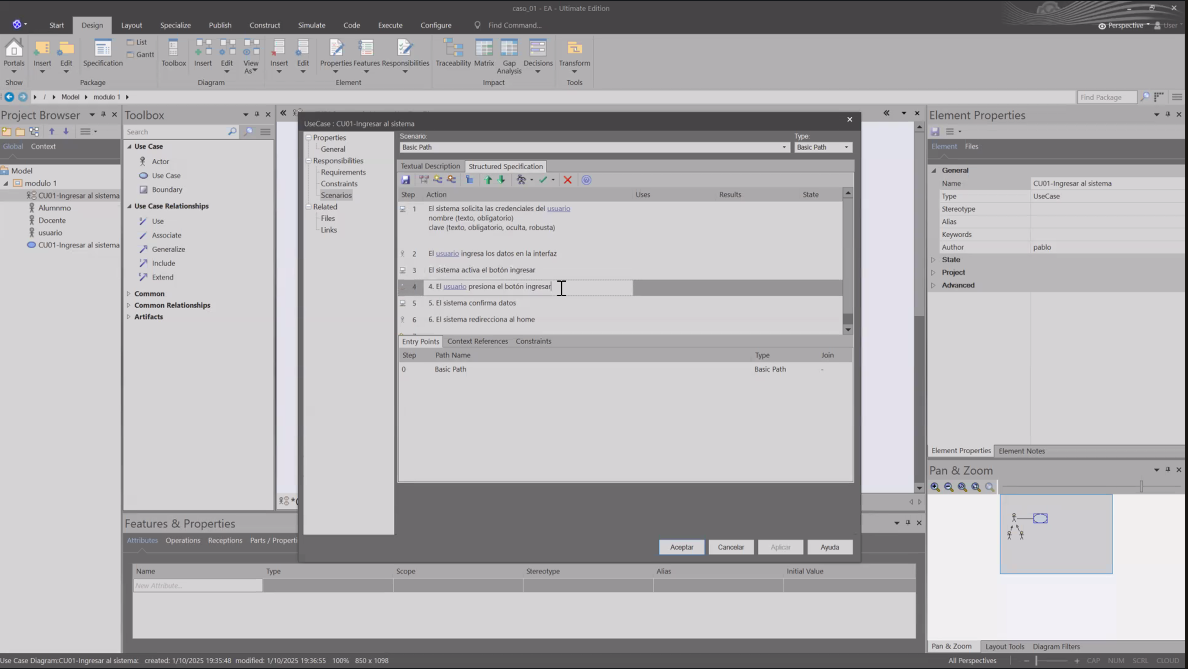 caso_01 - EA - Ultimate Edition
Start Design Layout Specialize Publish Construct Simulate Code Execute Configure Find Command... Perspective User
List
Gantt
Portals Insert Edit Specification Toolbox Insert Edit View As Insert Edit Properties Features Responsibilities Traceability Matrix Gap Analysis Decisions Transform
Show Package Diagram Element Impact Tools
/ Model modulo 1 Find Package
Project Browser
Global Context
Model
modulo 1
CU01-Ingresar al sistema
Alumnmo
Docente
usuario
CU01-Ingresar al sistema
Toolbox
Search
Use Case
Actor
Use Case
Boundary
Use Case Relationships
Use
Associate
Generalize
Include
Extend
Common
Common Relationships
Artifacts
UseCase : CU01-Ingresar al sistema
Properties
General
Responsibilities
Requirements
Constraints
Scenarios
Related
Files
Links
Scenario: Type:
Basic Path Basic Path
Textual Description Structured Specification
Step Action Uses Results State
1 El sistema solicita las credenciales del usuario
nombre (texto, obligatorio)
clave (texto, obligatorio, oculta, robusta)
2 El usuario ingresa los datos en la interfaz
3 El sistema activa el botón ingresar
4 4. El usuario presiona el botón ingresar
5 5. El sistema confirma datos
6 6. El sistema redirecciona al home
Entry Points Context References Constraints
Step Path Name Type Join
0 Basic Path Basic Path -
Aceptar Cancelar Aplicar Ayuda
Element Properties
Element Files
General
Name CU01-Ingresar al sistema
Type UseCase
Stereotype
Alias
Keywords
Author pablo
State
Project
Advanced
Element Properties Element Notes
Pan & Zoom
Pan & Zoom Layout Tools Diagram Filters
Features & Properties
Attributes Operations Receptions Parts / Properti
Name Type Scope Stereotype Alias Initial Value
New Attribute...
Use Case Diagram:CU01-Ingresar al sistema: created: 1/10/2025 19:35:48 modified: 1/10/2025 19:36:55 100% 850 x 1098 All Perspectives CAP NUM SCRL CLOUD